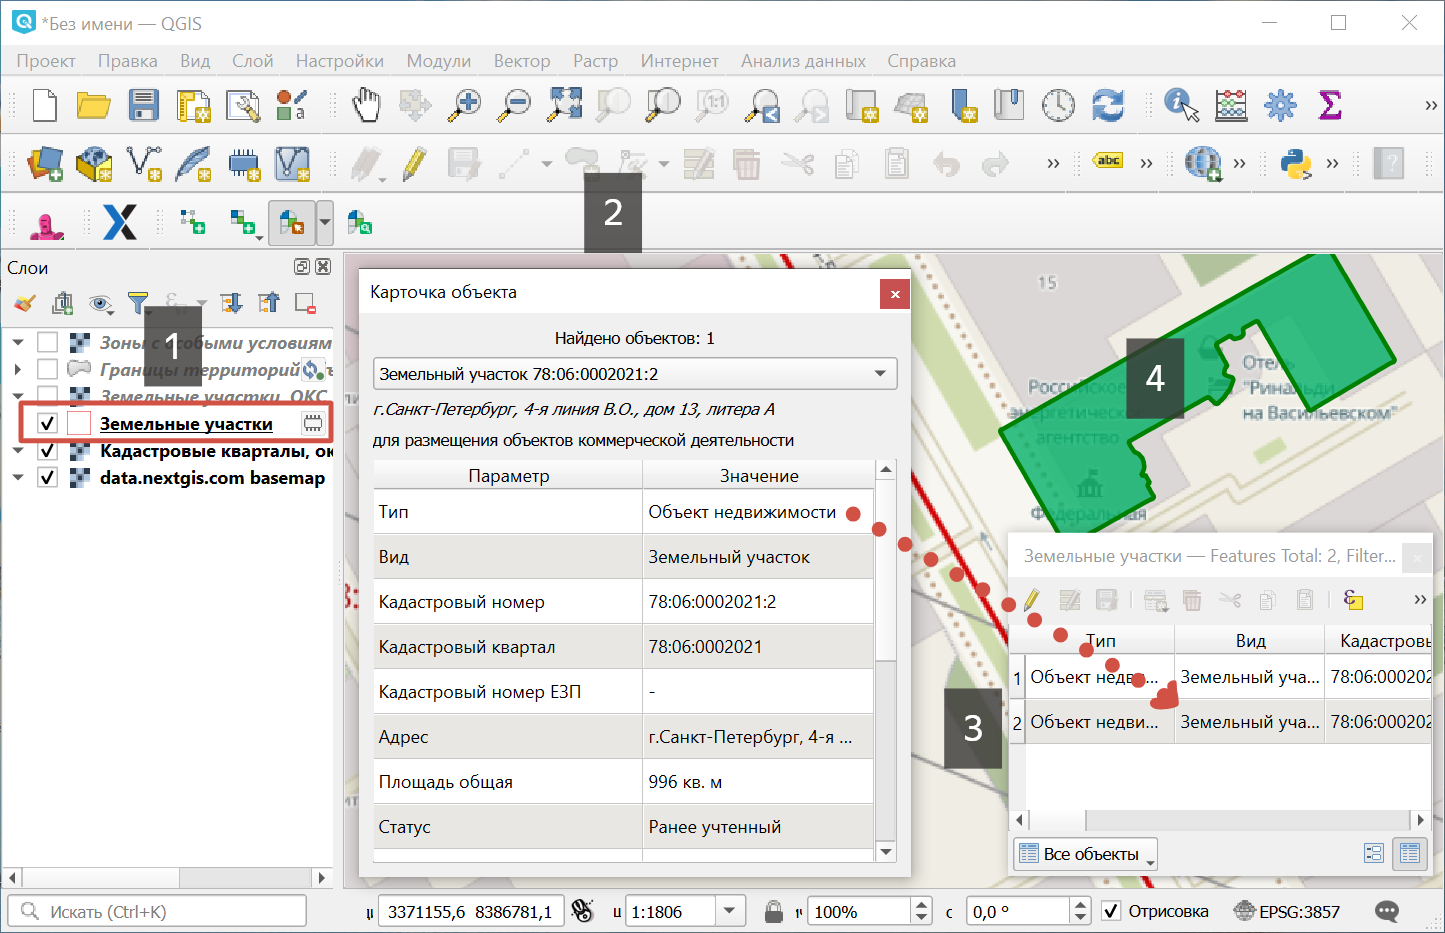 *Без имени — QGIS
Проект Правка Вид Слой Настройки Модули Вектор Растр Интернет Анализ данных Справка
1:1
abc
2
Слои
1
Зоны с особыми условиям
Границы территорий
Земельные участки, ОКС
Земельные участки
Кадастровые кварталы, ок
data.nextgis.com basemap
Карточка объекта
Найдено объектов: 1
Земельный участок 78:06:0002021:2
г.Санкт-Петербург, 4-я линия В.О., дом 13, литера А
для размещения объектов коммерческой деятельности
Параметр Значение
Тип Объект недвижимости
Вид Земельный участок
Кадастровый номер 78:06:0002021:2
Кадастровый квартал 78:06:0002021
Кадастровый номер ЕЗП -
Адрес г.Санкт-Петербург, 4-я ...
Площадь общая 996 кв. м
Статус Ранее учтенный
15
4
Отель
"Ринальди
на Васильевском"
Российское
энергетическое
агентство
Федеральная
3
Земельные участки — Features Total: 2, Filter...
Тип Вид Кадастровь
1 Объект недви... Земельный уча... 78:06:000202
2 Объект недви... Земельный уча... 78:06:000202
Все объекты
Искать (Ctrl+K)
3371155,6 8386781,1
1:1806
100%
0,0 °
Отрисовка
EPSG:3857